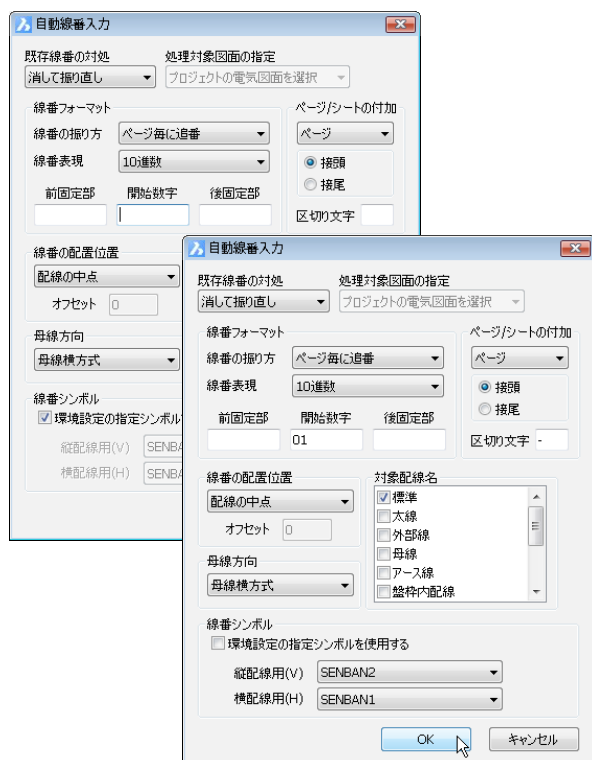 自動線番入力
既存線番の対処 処理対象図面の指定
消して振り直し プロジェクトの電気図面を選択
線番フォーマット ページ/シートの付加
線番の振り方 ページ毎に追番 ページ
線番表現 10進数 接頭
接尾
前固定部 開始数字 後固定部
区切り文字
線番の配置位置
配線の中点
オフセット 0
母線方向
母線横方式
線番シンボル
環境設定の指定シンボル
縦配線用(V) SENBA
横配線用(H) SENBA
自動線番入力
既存線番の対処 処理対象図面の指定
消して振り直し プロジェクトの電気図面を選択
線番フォーマット ページ/シートの付加
線番の振り方 ページ毎に追番 ページ
線番表現 10進数 接頭
接尾
前固定部 開始数字 後固定部
01 区切り文字 -
線番の配置位置 対象配線名
配線の中点 標準
太線
オフセット 0 外部線
母線
母線方向 アース線
母線横方式 盤枠内配線
線番シンボル
環境設定の指定シンボルを使用する
縦配線用(V) SENBAN2
横配線用(H) SENBAN1
OK キャンセル